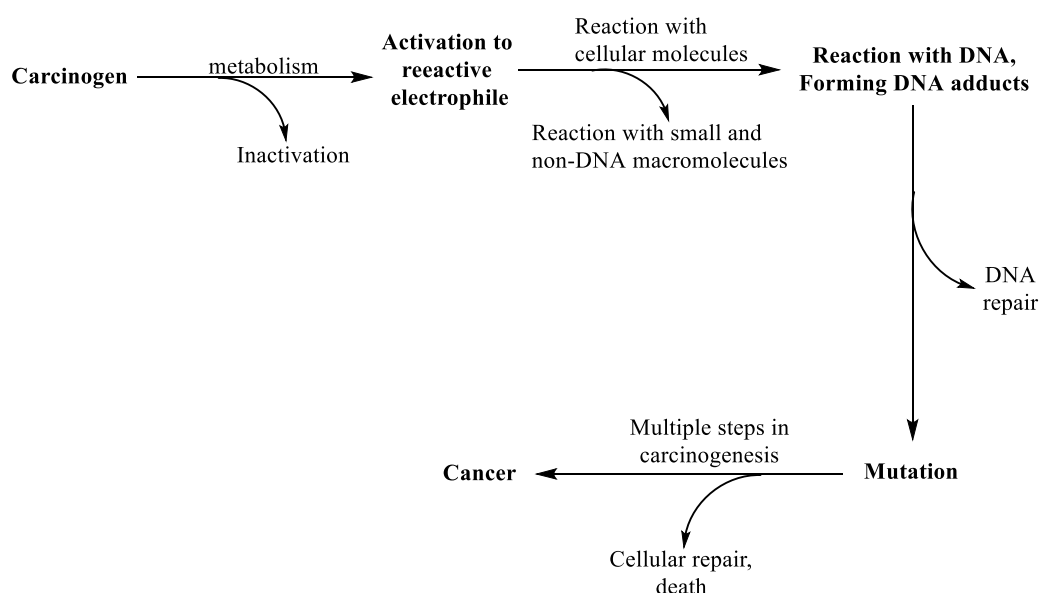 Carcinogen
metabolism
Inactivation
Activation to
reeactive
electrophile
Reaction with
cellular molecules
Reaction with small and
non-DNA macromolecules
Reaction with DNA,
Forming DNA adducts
DNA
repair
Mutation
Multiple steps in
carcinogenesis
Cellular repair,
death
Cancer